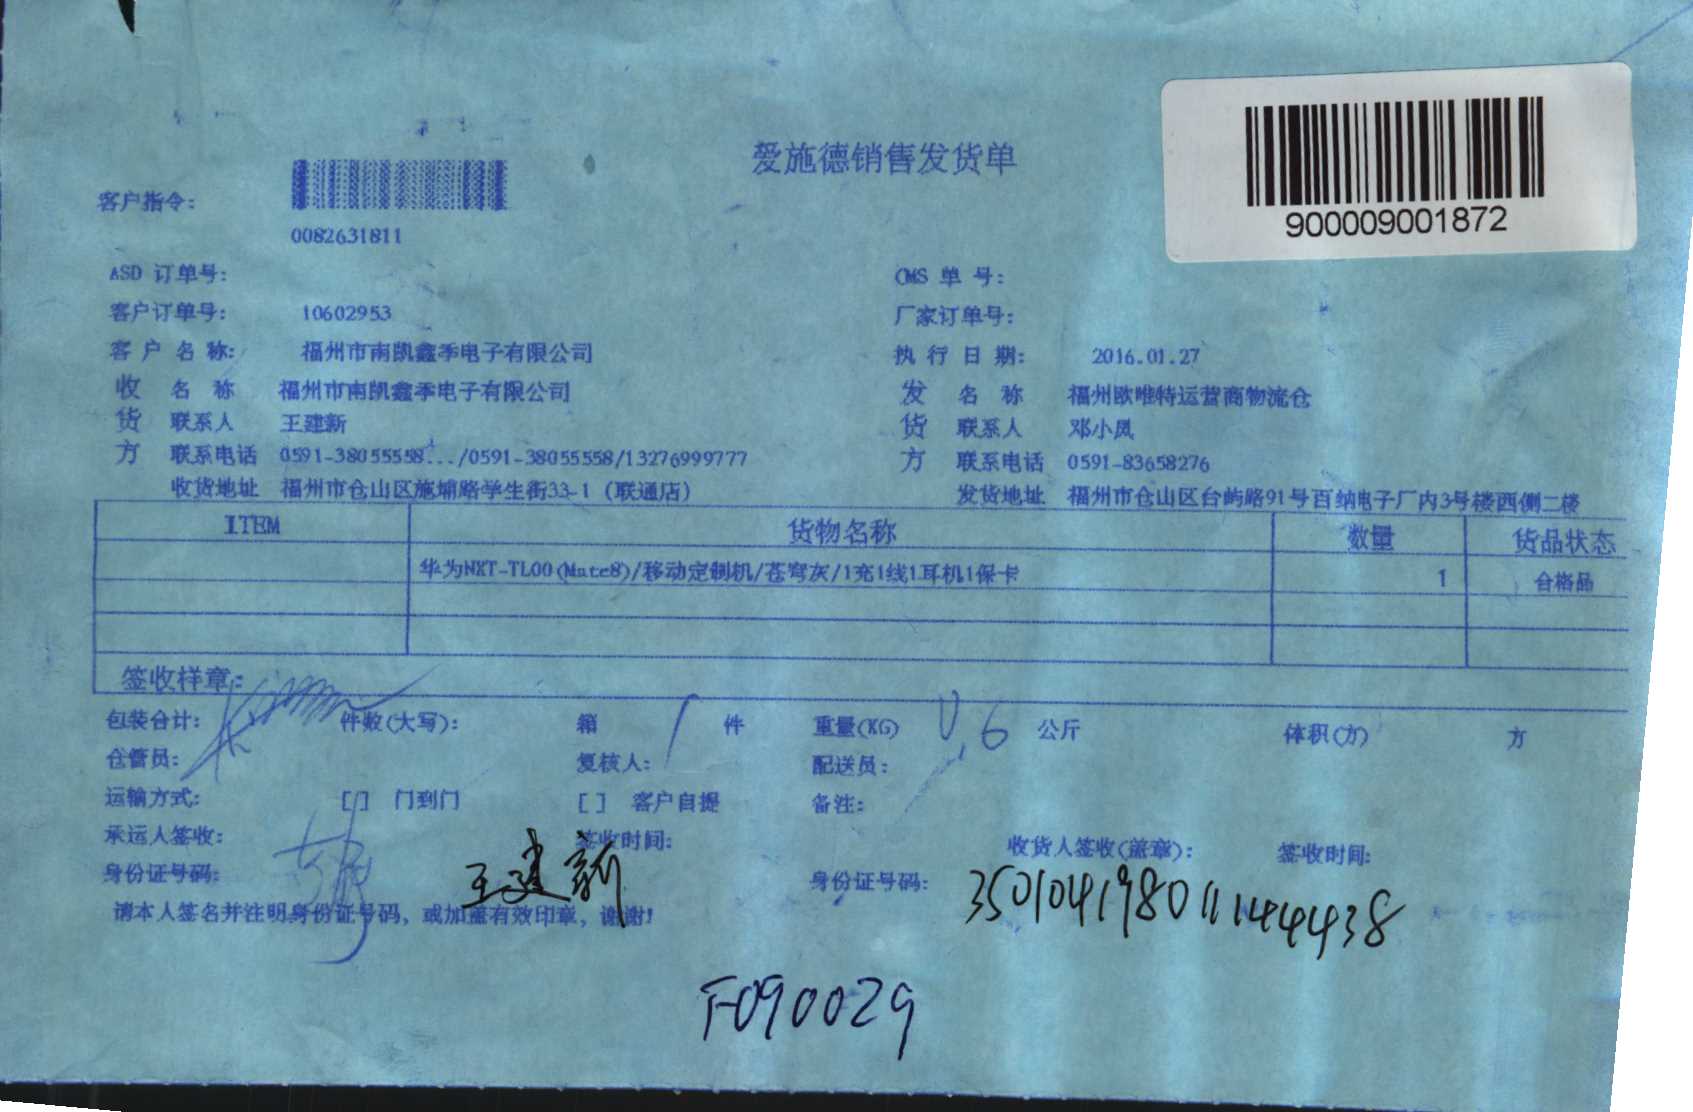 爱施德销售发货单
900009001872
客户指令:
0082631811
ASD 订单号:
OMS 单 号:
客户订单号: 10602953
厂家订单号:
客 户 名 称: 福州市南凯鑫季电子有限公司
执 行 日 期: 2016.01.27
收 名 称 福州市南凯鑫季电子有限公司
发 名 称 福州欧唯特运营商物流仓
货 联系人 王建新
货 联系人 邓小凤
方 联系电话 0591-38055558.../0591-38055558/13276999777
方 联系电话 0591-83658276
收货地址 福州市仓山区施埔路学生街33-1（联通店）
发货地址 福州市仓山区台屿路91号百纳电子厂内3号楼西侧二楼
ITEM 货物名称 数量 货品状态
华为NXT-TL00(Mate8)/移动定制机/苍穹灰/1充1线1耳机1保卡 1 合格品
签收样章:
包装合计: 件数(大写): 箱 1 件 重量(KG) 0.6 公斤 体积(方) 方
仓管员: 复核人: 配送员:
运输方式: [ ] 门到门 [ ] 客户自提 备注:
承运人签收: 签收时间: 收货人签收(盖章): 签收时间:
身份证号码: 王建新 身份证号码: 350104198011144438
请本人签名并注明身份证号码，或加盖有效印章，谢谢!
F090029